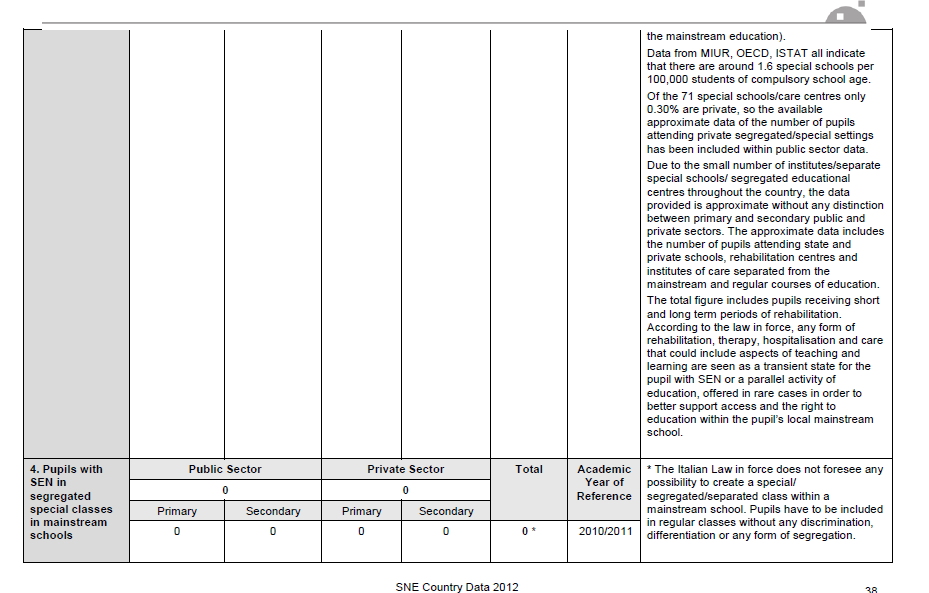 the mainstream education).
Data from MIUR, OECD, ISTAT all indicate
that there are around 1.6 special schools per
100,000 students of compulsory school age.
Of the 71 special schools/care centres only
0.30% are private, so the available
approximate data of the number of pupils
attending private segregated/special settings
has been included within public sector data.
Due to the small number of institutes/separate
special schools/ segregated educational
centres throughout the country, the data
provided is approximate without any distinction
between primary and secondary public and
private sectors. The approximate data includes
the number of pupils attending state and
private schools, rehabilitation centres and
institutes of care separated from the
mainstream and regular courses of education.
The total figure includes pupils receiving short
and long term periods of rehabilitation.
According to the law in force, any form of
rehabilitation, therapy, hospitalisation and care
that could include aspects of teaching and
learning are seen as a transient state for the
pupil with SEN or a parallel activity of
education, offered in rare cases in order to
better support access and the right to
education within the pupil's local mainstream
school.
4. Pupils with
SEN in
segregated
special classes
in mainstream
schools
Public Sector
Private Sector
Total
Academic
Year of
Reference
0
0
Primary
Secondary
Primary
Secondary
0
0
0
0
0 *
2010/2011
* The Italian Law in force does not foresee any
possibility to create a special/
segregated/separated class within a
mainstream school. Pupils have to be included
in regular classes without any discrimination,
differentiation or any form of segregation.
SNE Country Data 2012
38